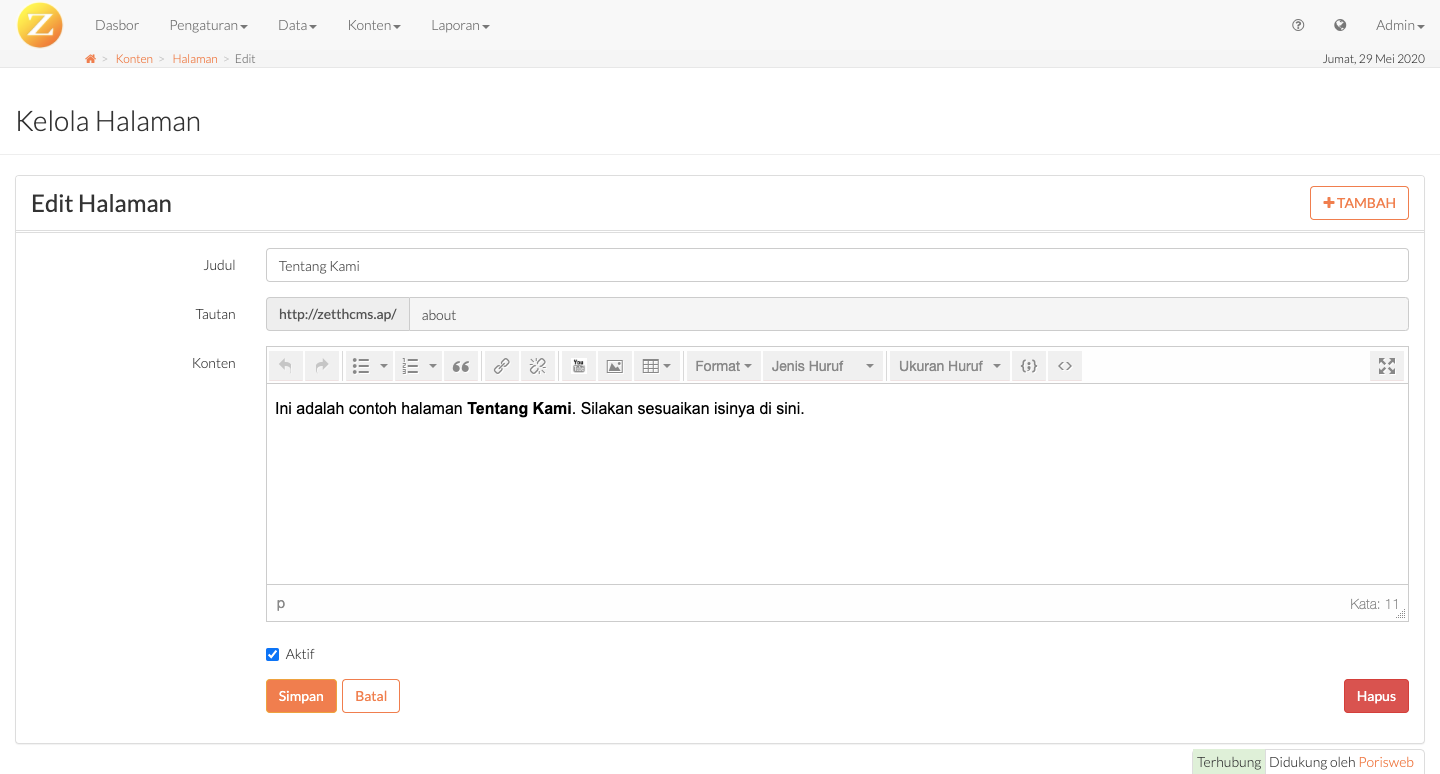 Z Dasbor Pengaturan Data Konten Laporan Admin
> Konten > Halaman > Edit Jumat, 29 Mei 2020
Kelola Halaman
Edit Halaman +TAMBAH
Judul Tentang Kami
Tautan http://zetthcms.ap/ about
Konten Format Jenis Huruf Ukuran Huruf {;} <>
Ini adalah contoh halaman Tentang Kami. Silakan sesuaikan isinya di sini.
p Kata: 11
Aktif
Simpan Batal Hapus
Terhubung Didukung oleh Porisweb